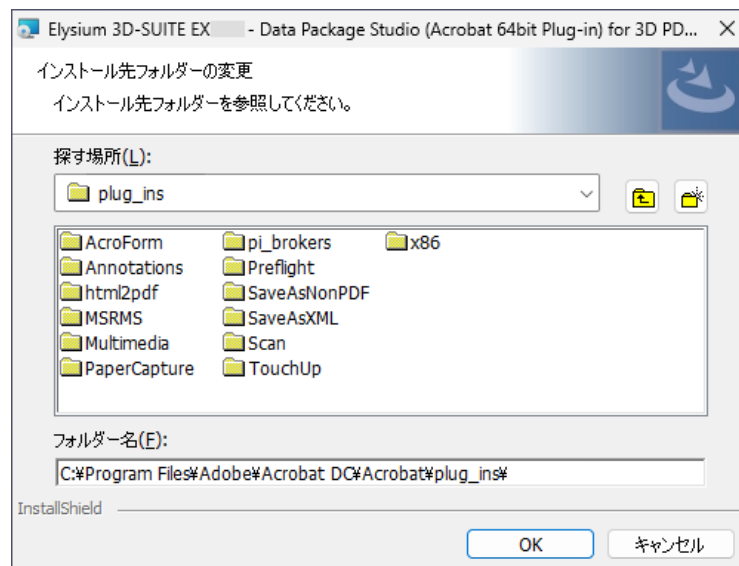 Elysium 3D-SUITE EX - Data Package Studio (Acrobat 64bit Plug-in) for 3D PD...
インストール先フォルダーの変更
インストール先フォルダーを参照してください。
探す場所(L):
plug_ins
AcroForm
Annotations
html2pdf
MSRMS
Multimedia
PaperCapture
pi_brokers
Preflight
SaveAsNonPDF
SaveAsXML
Scan
TouchUp
x86
フォルダー名(F):
C:¥Program Files¥Adobe¥Acrobat DC¥Acrobat¥plug_ins¥
InstallShield
OK
キャンセル